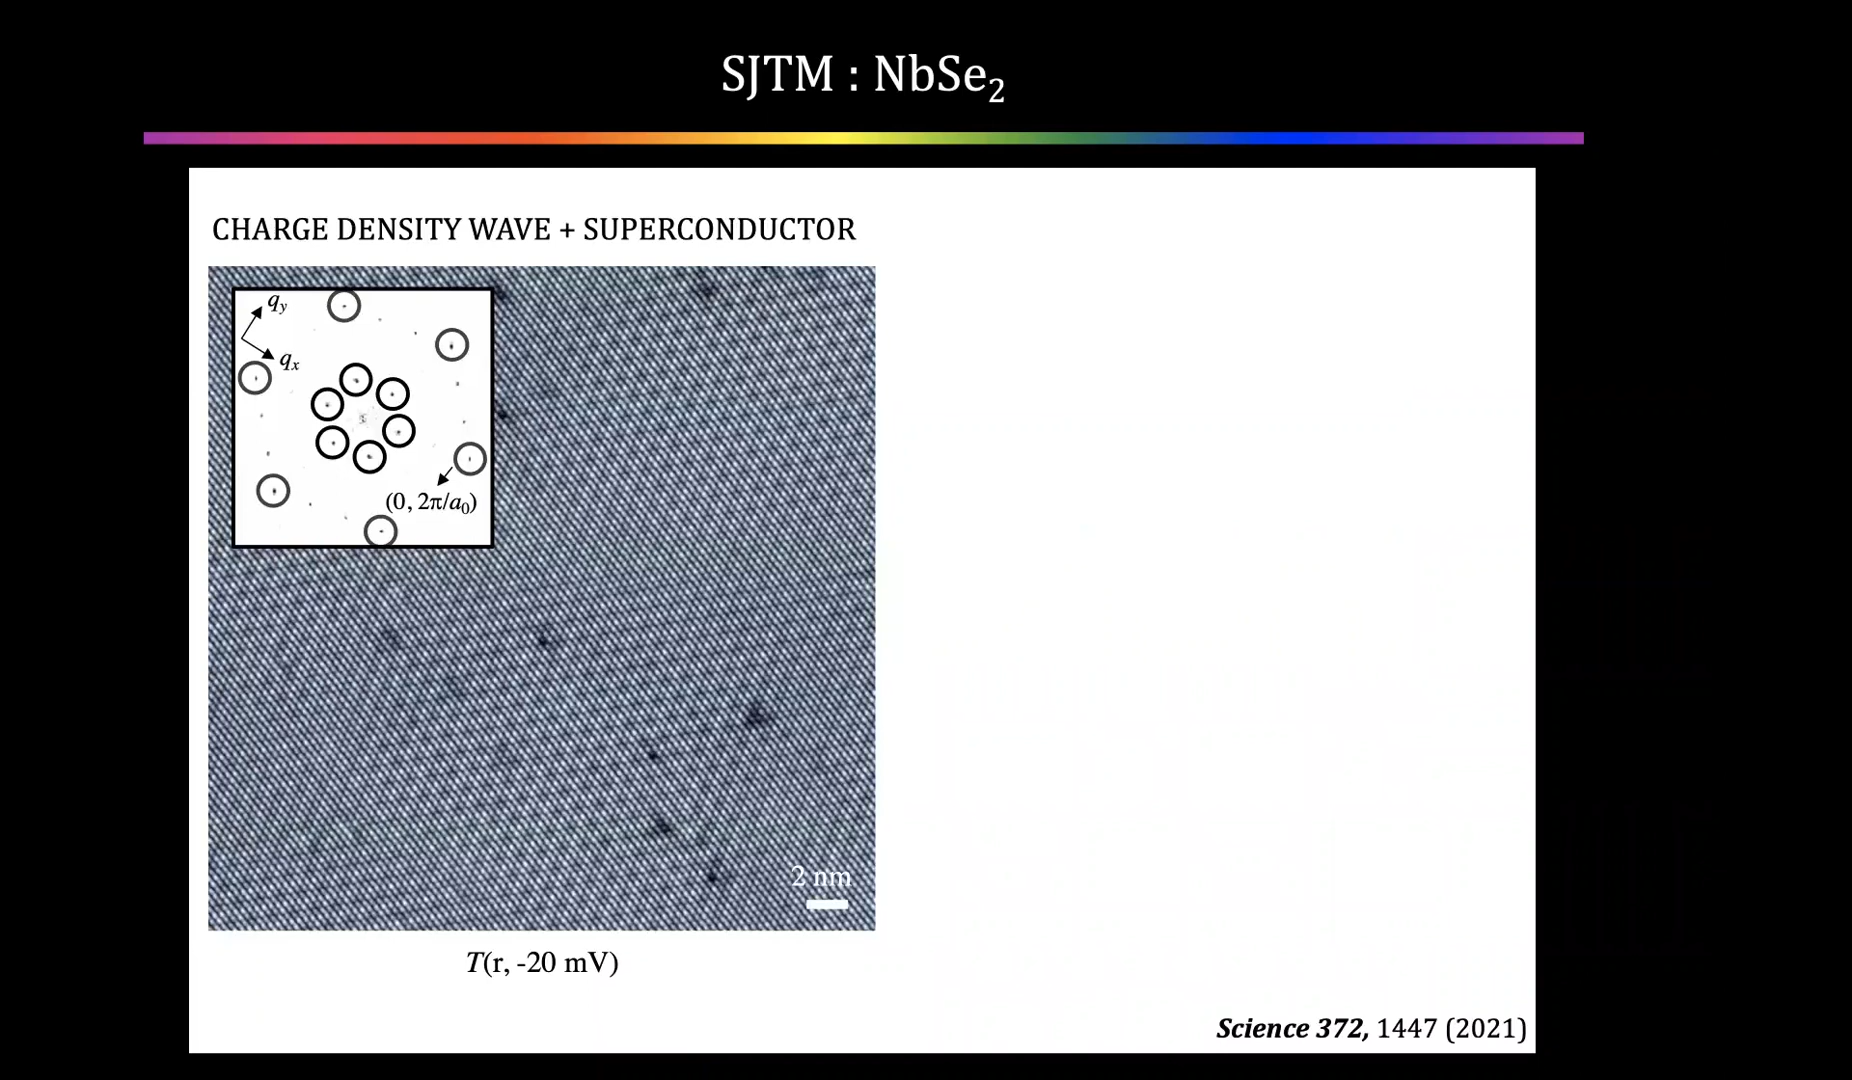 SJTM : NbSe₂
CHARGE DENSITY WAVE + SUPERCONDUCTOR
qy
qx
(0, 2π/a₀)
2 nm
T(r, -20 mV)
Science 372, 1447 (2021)